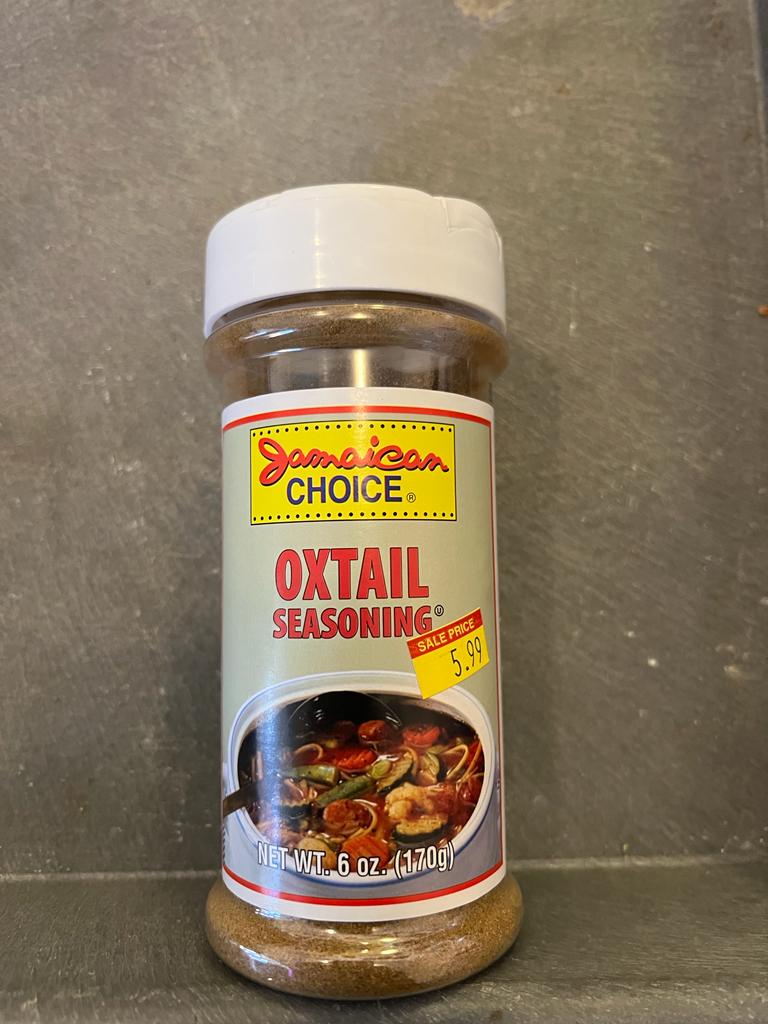 Jamaican
CHOICE®
OXTAIL
SEASONING Ⓤ
SALE PRICE
5.99
NET WT. 6 oz. (170g)